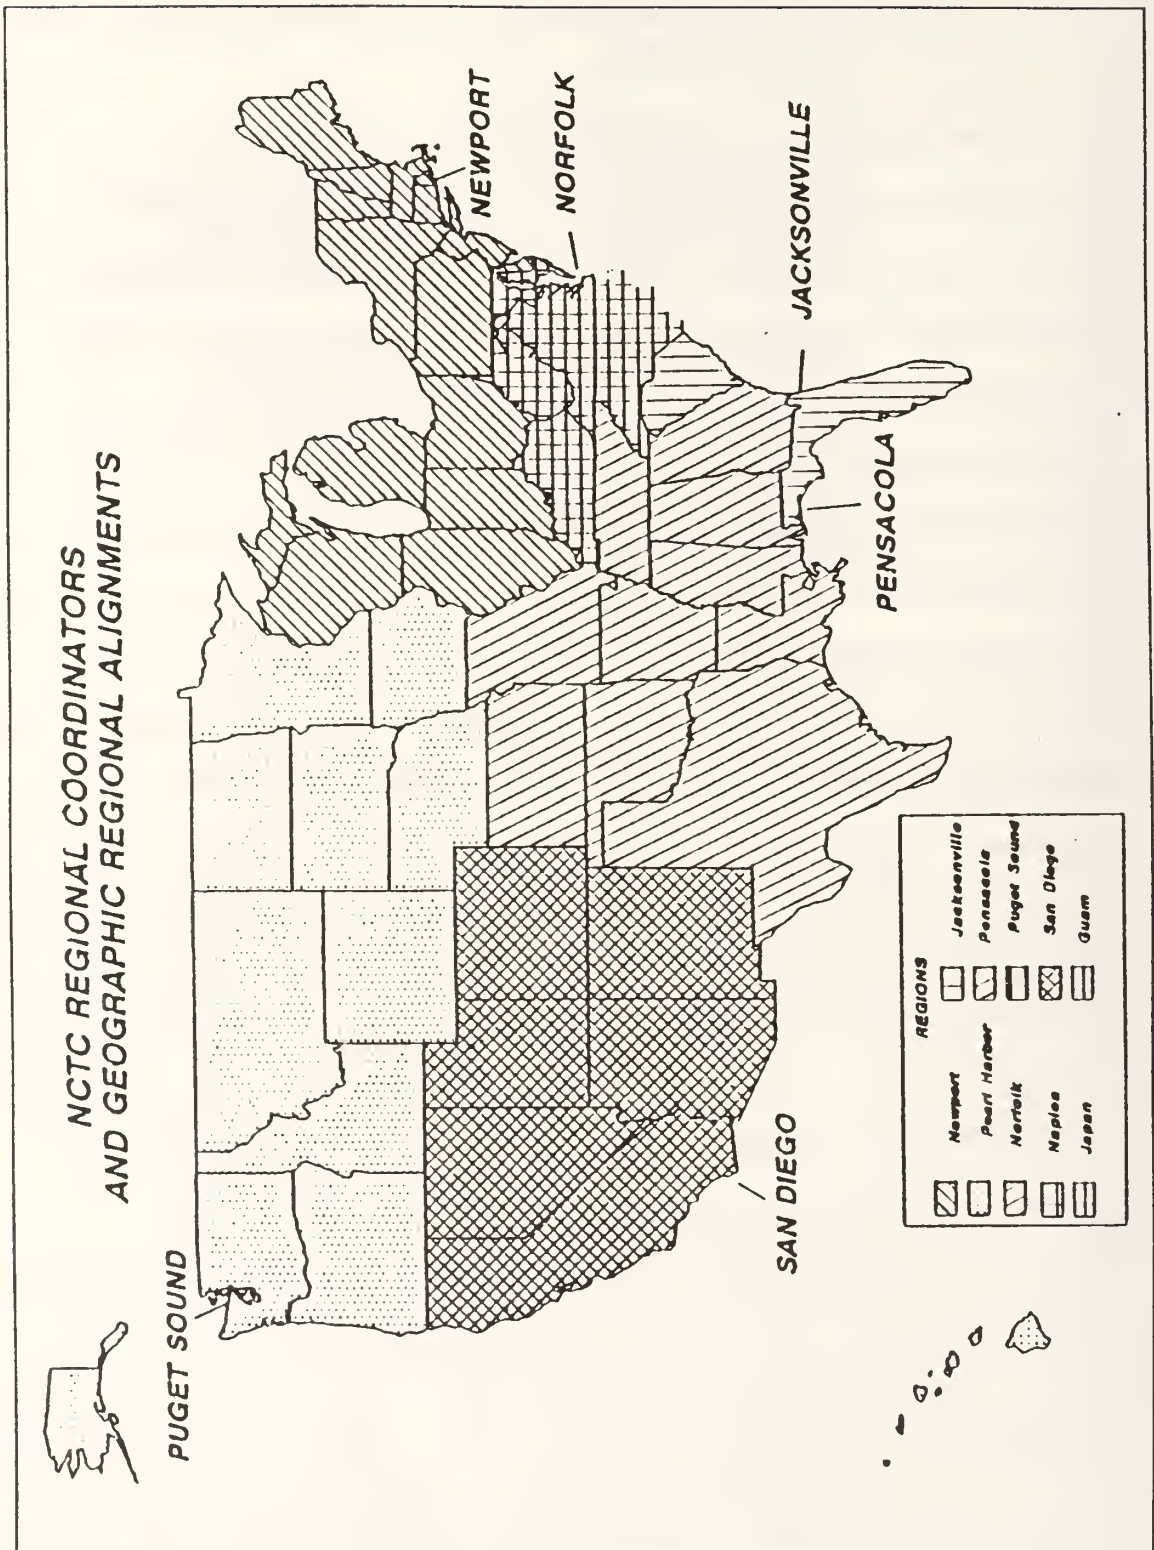 NCTC REGIONAL COORDINATORS
AND GEOGRAPHIC REGIONAL ALIGNMENTS
PUGET SOUND
NEWPORT
NORFOLK
JACKSONVILLE
PENSACOLA
SAN DIEGO
REGIONS
Newport
Jacksonville
Pearl Harbor
Pensacola
Norfolk
Puget Sound
Naples
San Diego
Japan
Guam